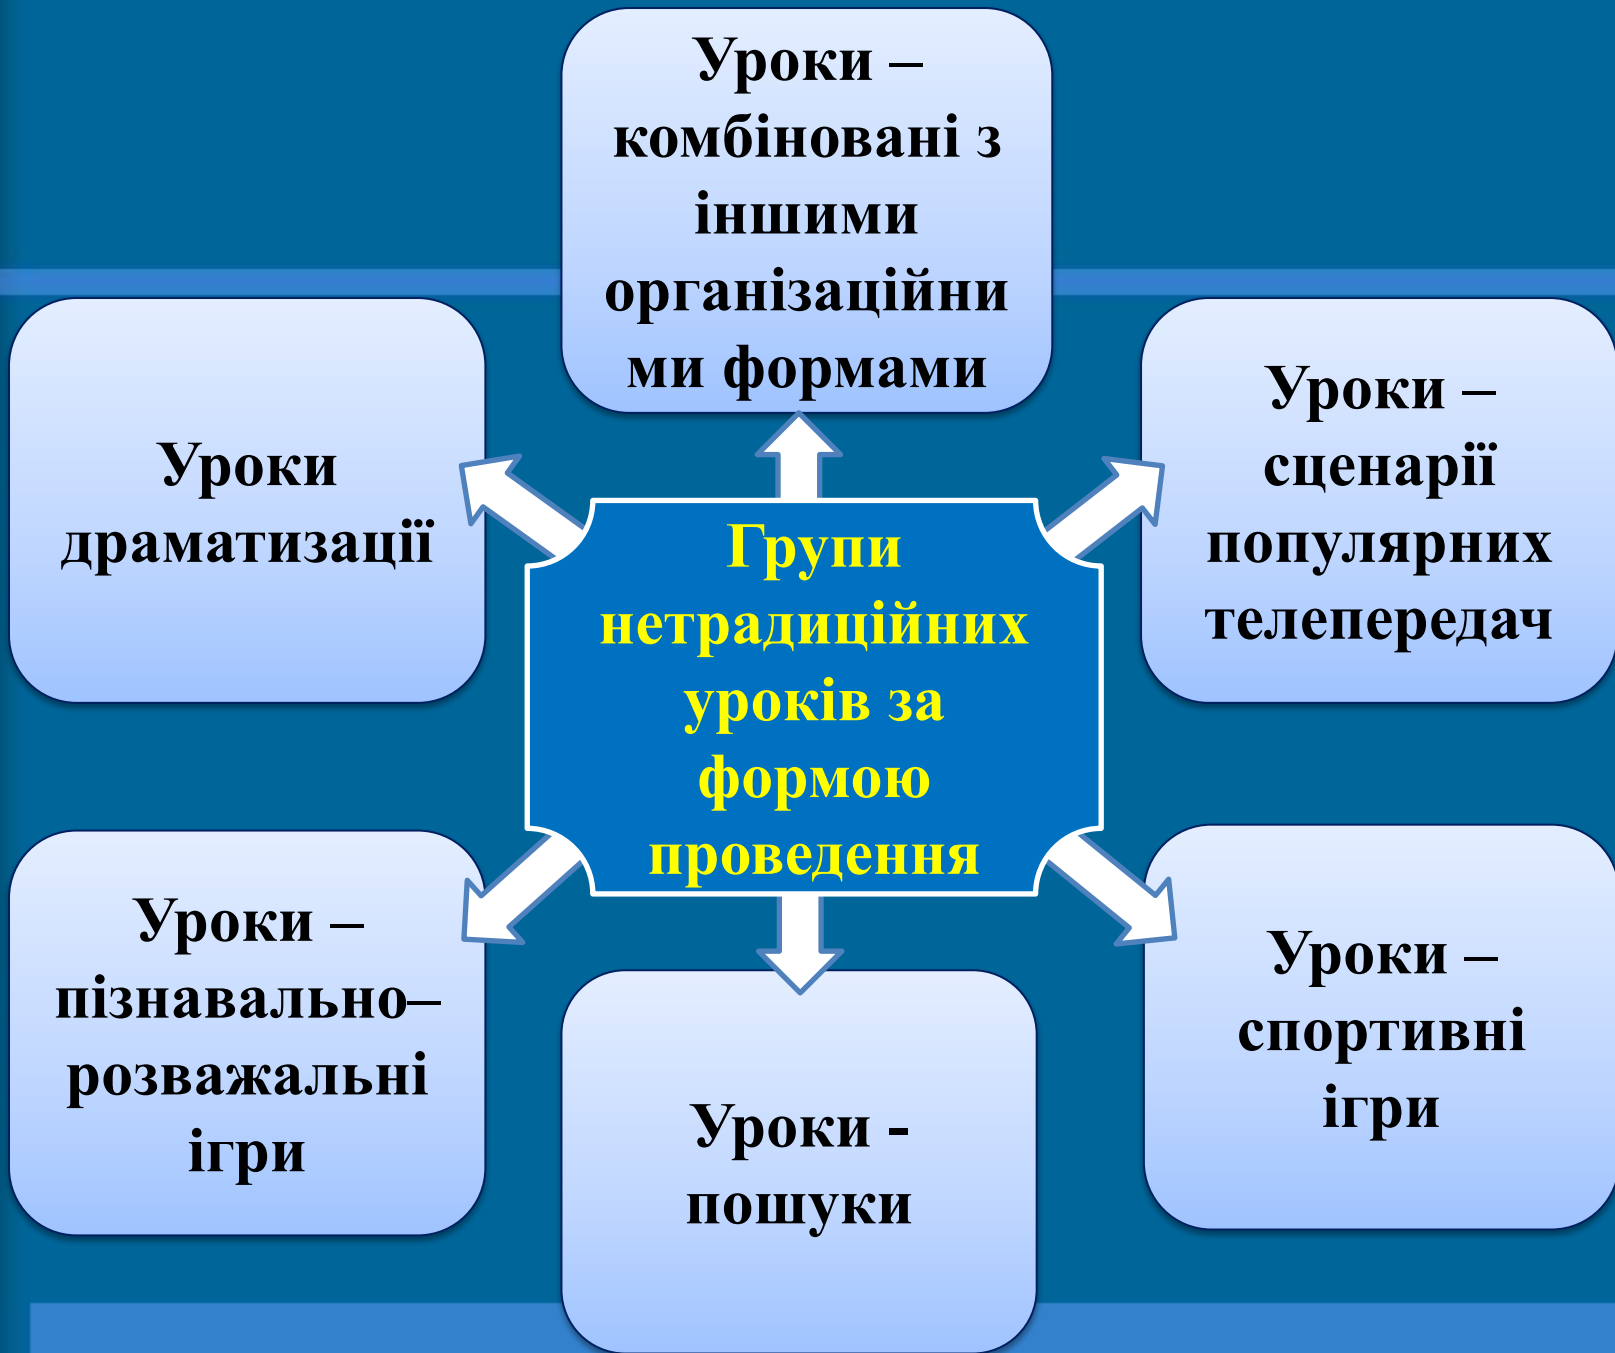 Уроки –
комбіновані з
іншими
організаційни
ми формами
Уроки
драматизації
Уроки –
сценарії
популярних
телепередач
Групи
нетрадиційних
уроків за
формою
проведення
Уроки –
пізнавально–
розважальні
ігри
Уроки -
пошуки
Уроки –
спортивні
ігри